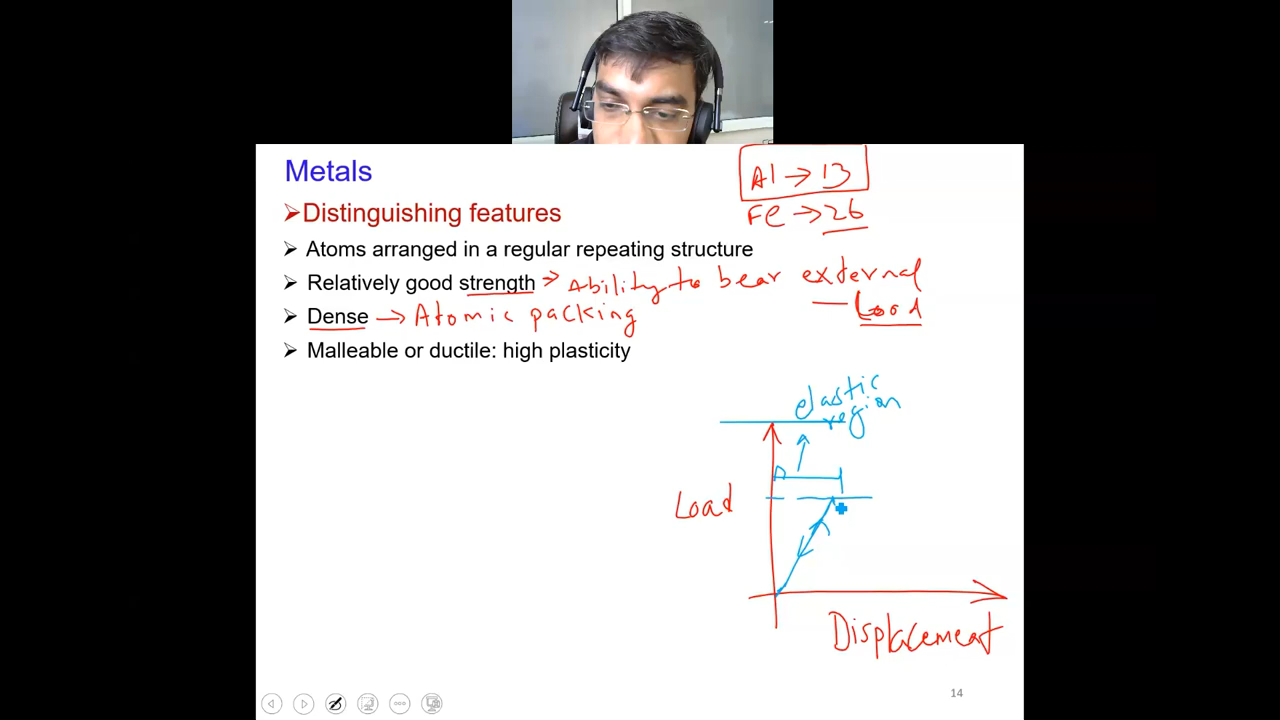 Al → 13
Metals
➢Distinguishing features
Fe → 26
➢ Atoms arranged in a regular repeating structure
➢ Relatively good strength → Ability to bear external
Load
➢ Dense → Atomic packing
➢ Malleable or ductile: high plasticity
elastic
region
Load
Displacement
14